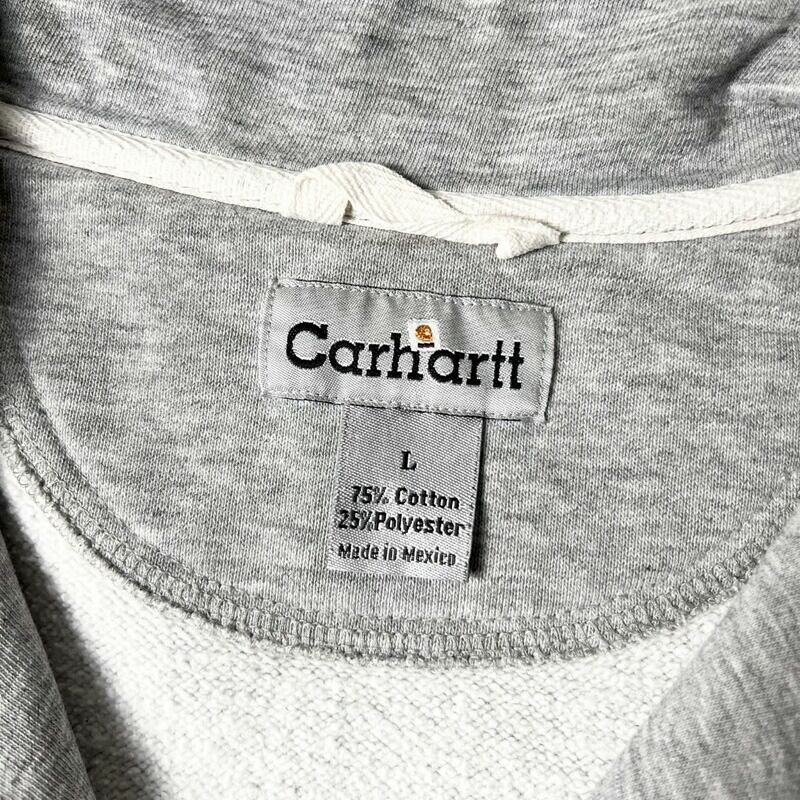 Carhartt
L
75% Cotton
25% Polyester
Made in Mexico